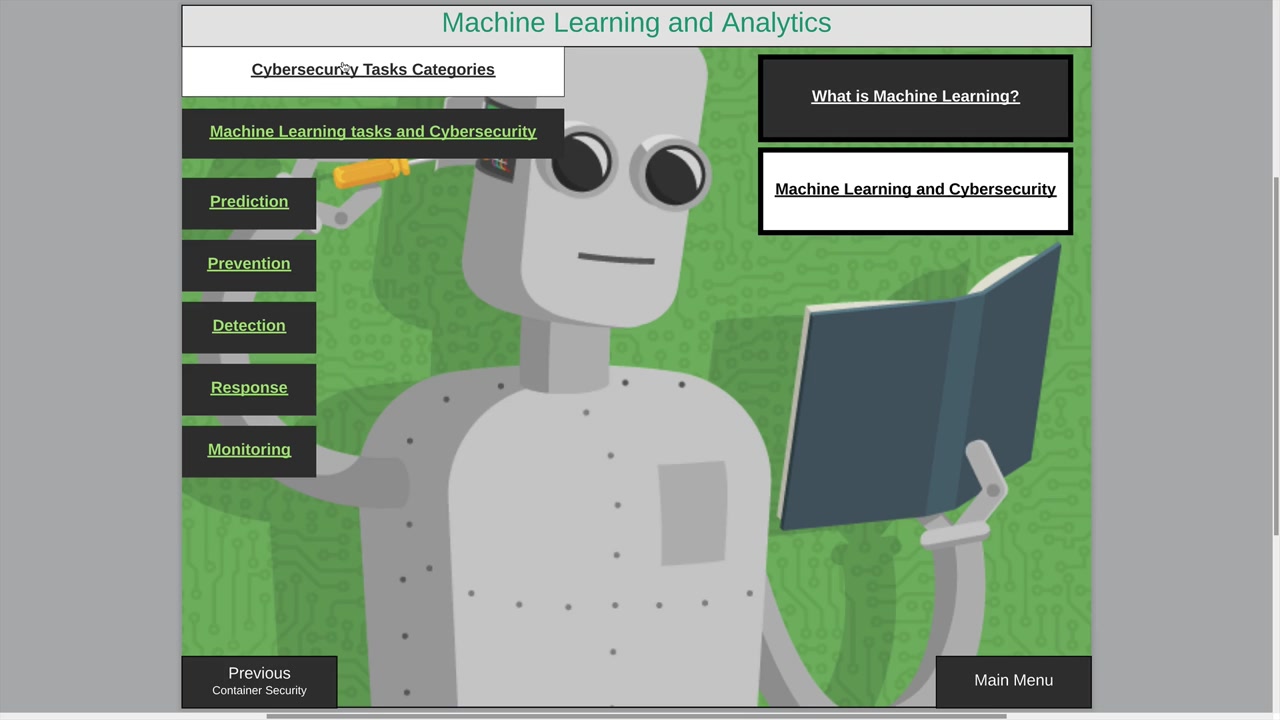 Machine Learning and Analytics
Cybersecurity Tasks Categories
Machine Learning tasks and Cybersecurity
Prediction
Prevention
Detection
Response
Monitoring
What is Machine Learning?
Machine Learning and Cybersecurity
Previous
Container Security
Main Menu